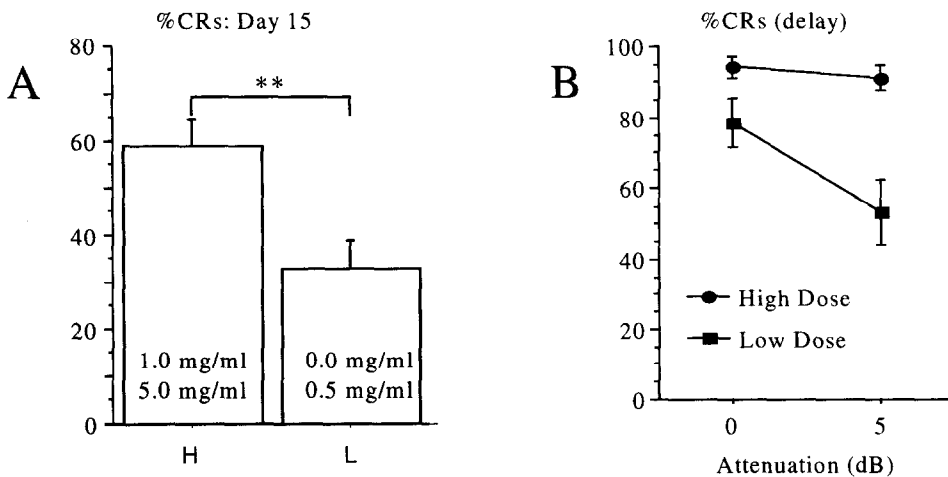 %CRs: Day 15
A
80
60
40
20
0
**
1.0 mg/ml
5.0 mg/ml
0.0 mg/ml
0.5 mg/ml
H
L
%CRs (delay)
B
100
80
60
40
20
0
High Dose
Low Dose
0
5
Attenuation (dB)